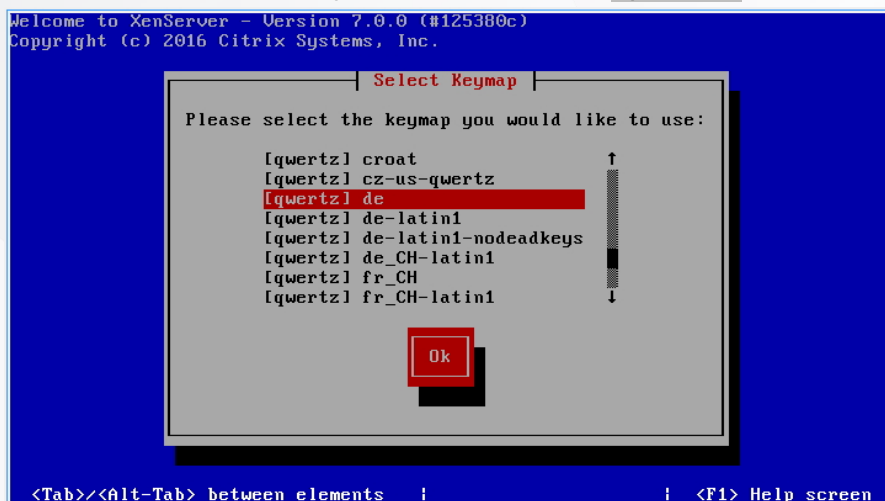 Welcome to XenServer - Version 7.0.0 (#125380c)
Copyright (c) 2016 Citrix Systems, Inc.
Select Keymap
Please select the keymap you would like to use:
[qwertz] croat
[qwertz] cz-us-qwertz
[qwertz] de
[qwertz] de-latin1
[qwertz] de-latin1-nodeadkeys
[qwertz] de_CH-latin1
[qwertz] fr_CH
[qwertz] fr_CH-latin1
Ok
<Tab>/<Alt-Tab> between elements | | <F1> Help screen